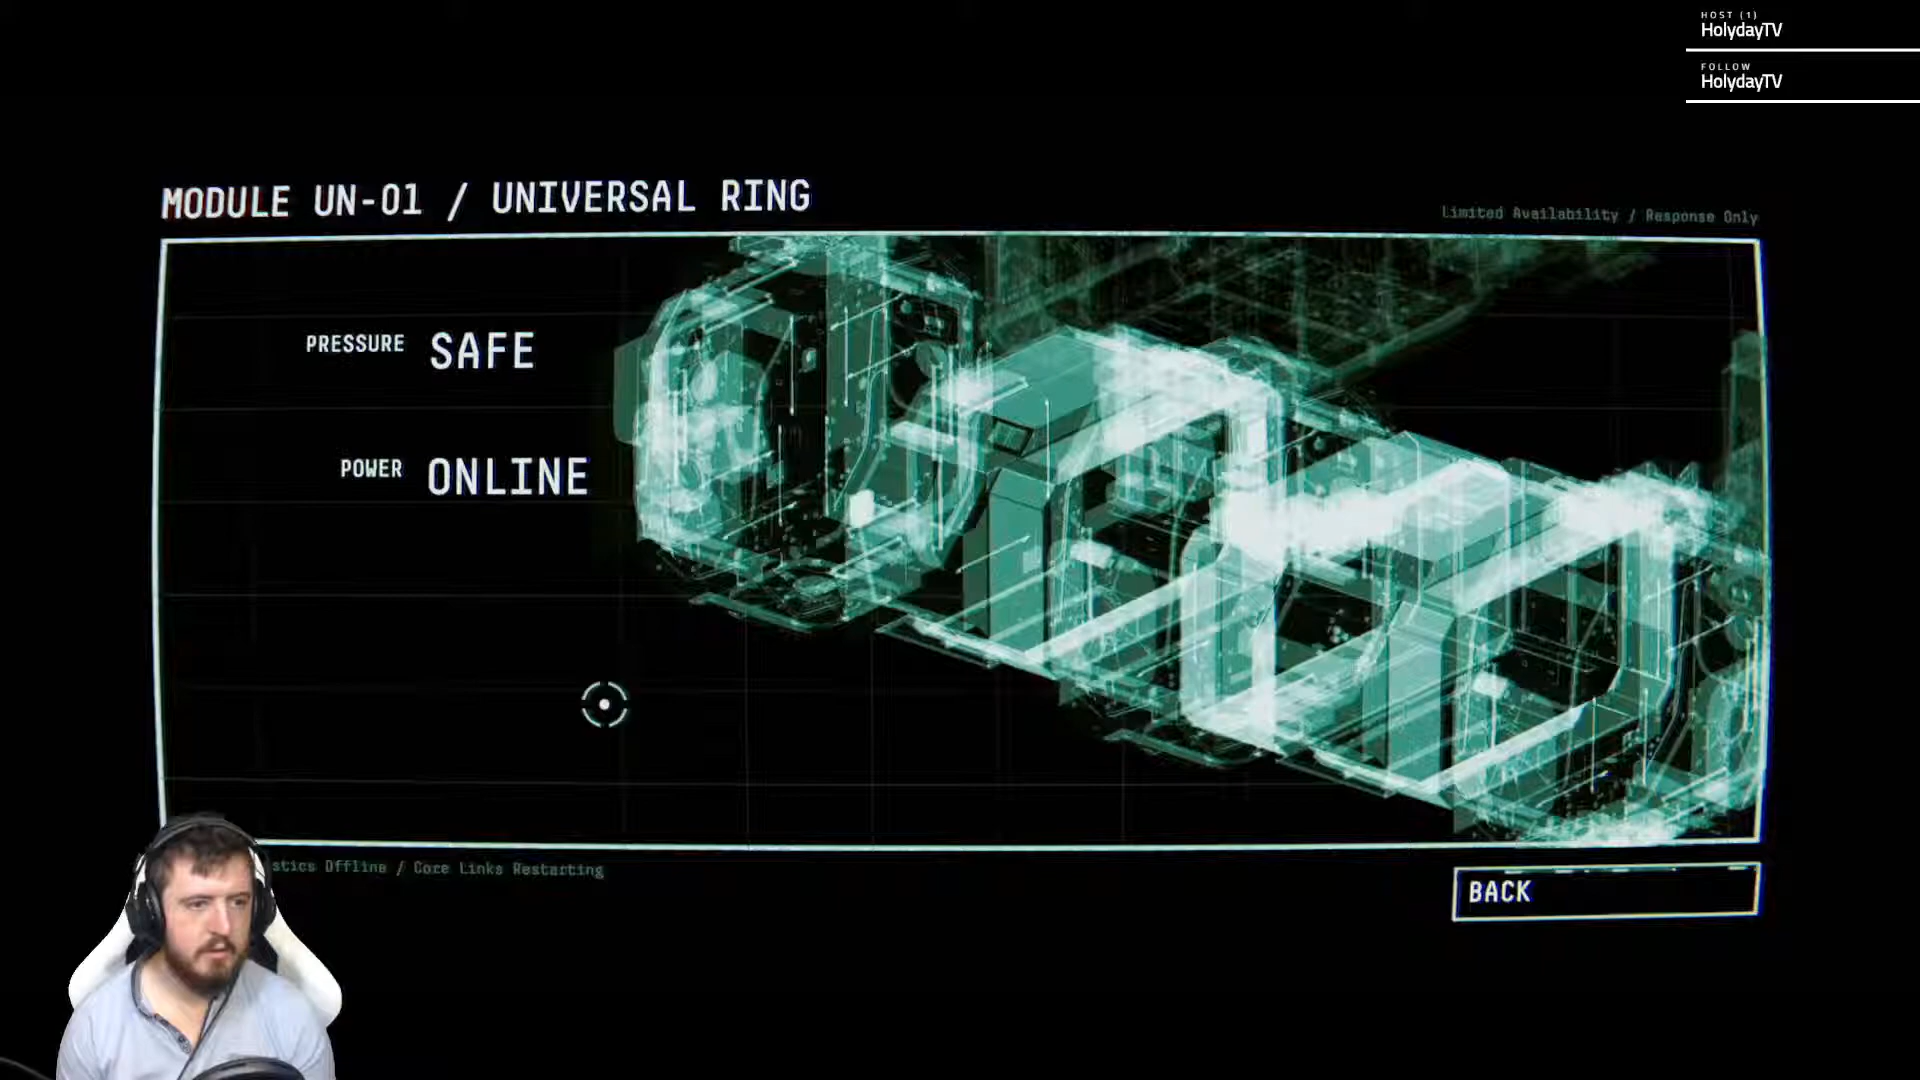 HOST (1)
HolydayTV
FOLLOW
HolydayTV
MODULE UN-01 / UNIVERSAL RING
Limited Availability / Response Only
PRESSURE SAFE
POWER ONLINE
stics Offline / Core Links Restarting
BACK